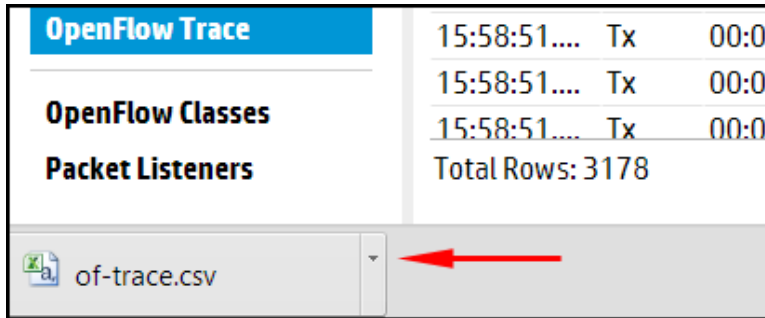 OpenFlow Trace
OpenFlow Classes
Packet Listeners
15:58:51.... Tx 00:0
15:58:51.... Tx 00:0
15:58:51.... Tx 00:0
Total Rows: 3178
of-trace.csv